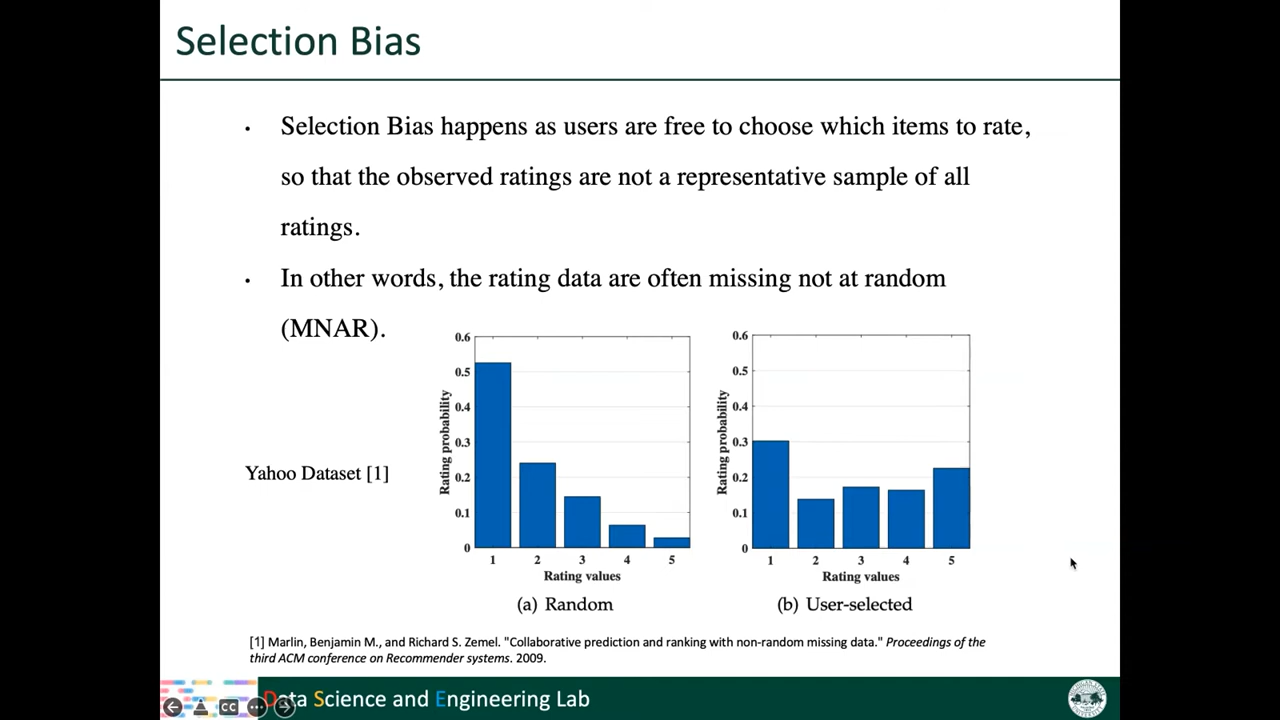 Selection Bias
• Selection Bias happens as users are free to choose which items to rate,
so that the observed ratings are not a representative sample of all
ratings.
• In other words, the rating data are often missing not at random
(MNAR).
Yahoo Dataset [1]
0.6
0.5
0.4
0.3
0.2
0.1
0
Rating probability
1 2 3 4 5
Rating values
(a) Random
0.6
0.5
0.4
0.3
0.2
0.1
0
Rating probability
1 2 3 4 5
Rating values
(b) User-selected
[1] Marlin, Benjamin M., and Richard S. Zemel. "Collaborative prediction and ranking with non-random missing data." Proceedings of the
third ACM conference on Recommender systems. 2009.
Data Science and Engineering Lab
CC